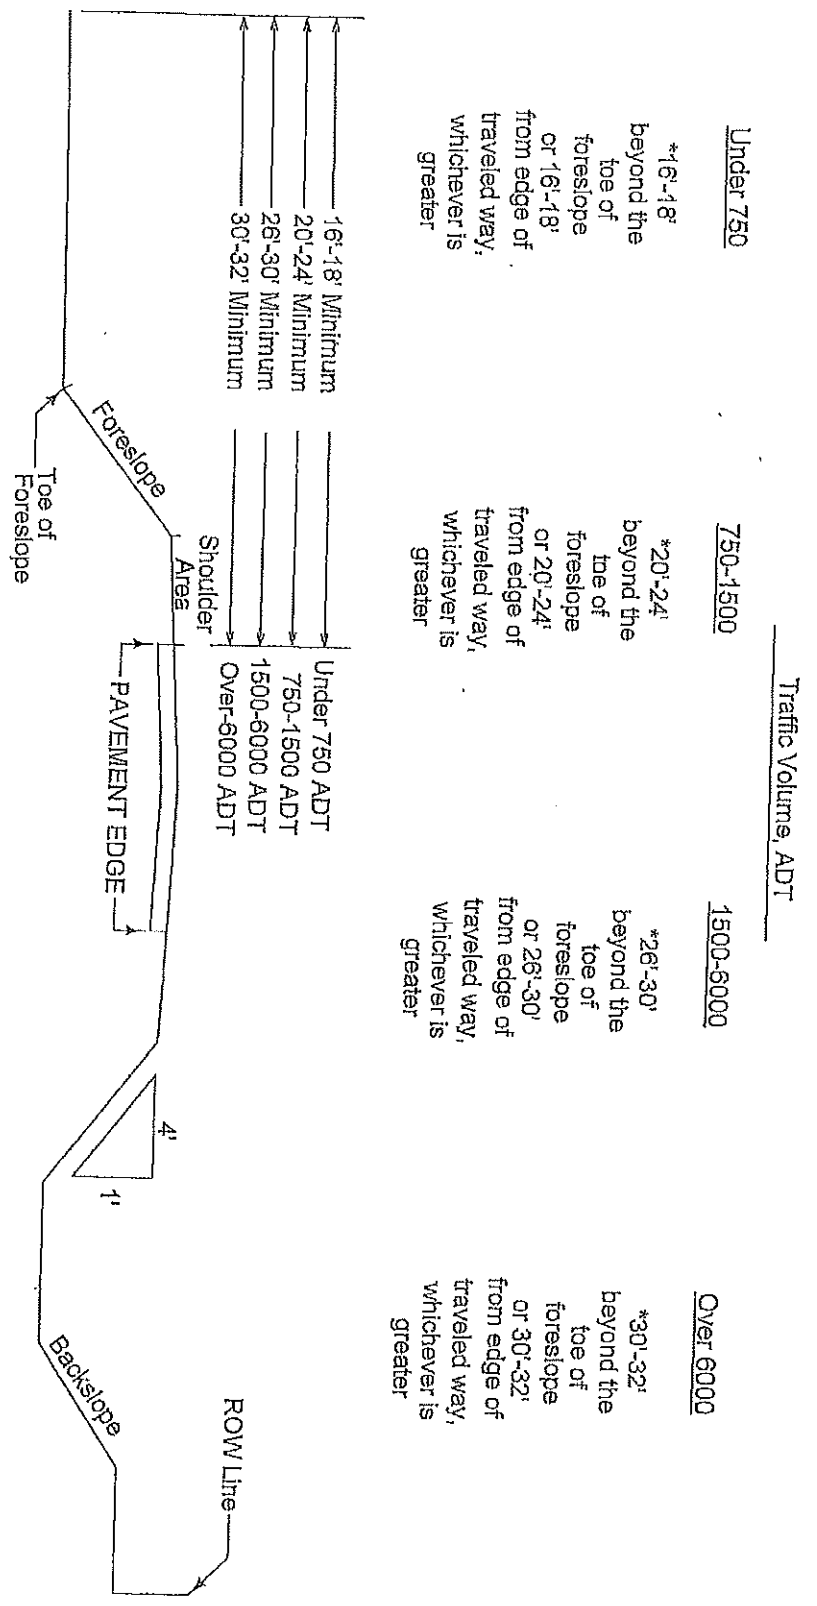 Traffic Volume, ADT
Under 750
*16'-18'
beyond the
toe of
foreslope
or 16'-18'
from edge of
traveled way,
whichever is
greater
750-1500
*20'-24'
beyond the
toe of
foreslope
or 20'-24'
from edge of
traveled way,
whichever is
greater
1500-6000
*26'-30'
beyond the
toe of
foreslope
or 26'-30'
from edge of
traveled way,
whichever is
greater
Over 6000
*30'-32'
beyond the
toe of
foreslope
or 30'-32'
from edge of
traveled way,
whichever is
greater
16'-18' Minimum
Under 750 ADT
20'-24' Minimum
750-1500 ADT
26'-30' Minimum
1500-6000 ADT
30'-32' Minimum
Over-6000 ADT
ROW Line
Shoulder
Area
Foreslope
4'
1'
Backslope
PAVEMENT EDGE
Toe of
Foreslope